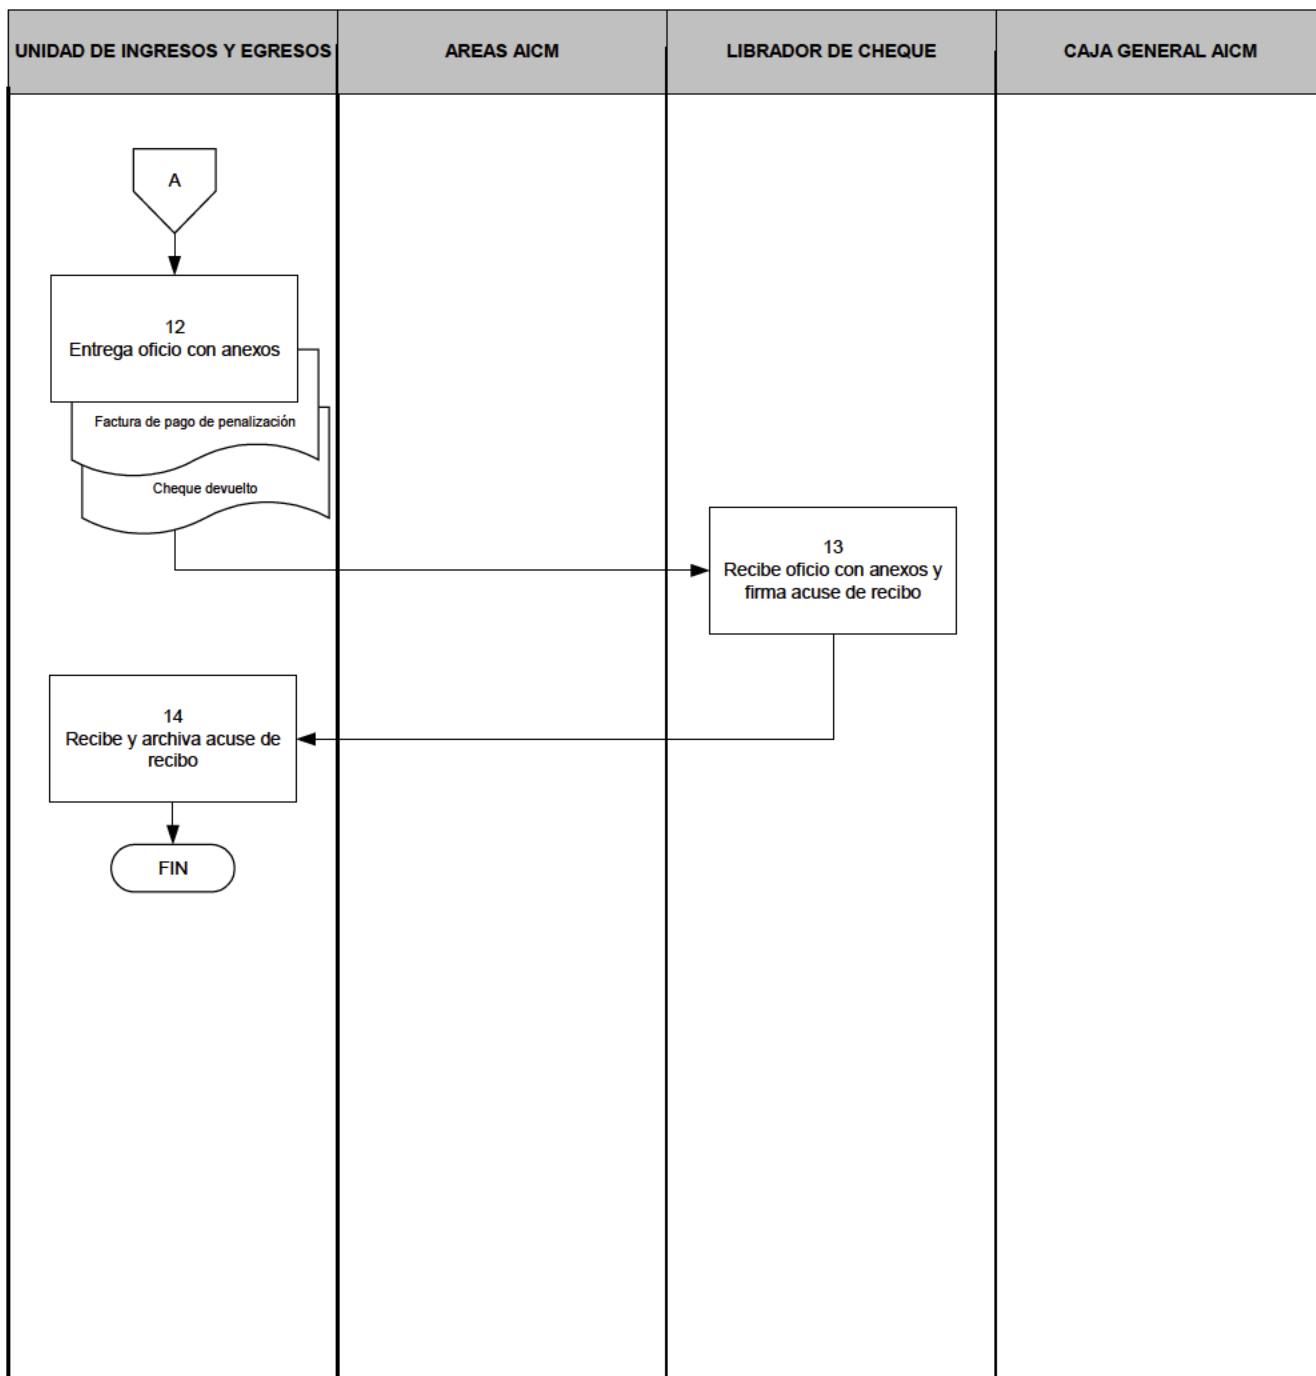 UNIDAD DE INGRESOS Y EGRESOS
AREAS AICM
LIBRADOR DE CHEQUE
CAJA GENERAL AICM
A
12
Entrega oficio con anexos
Factura de pago de penalización
Cheque devuelto
13
Recibe oficio con anexos y
firma acuse de recibo
14
Recibe y archiva acuse de
recibo
FIN